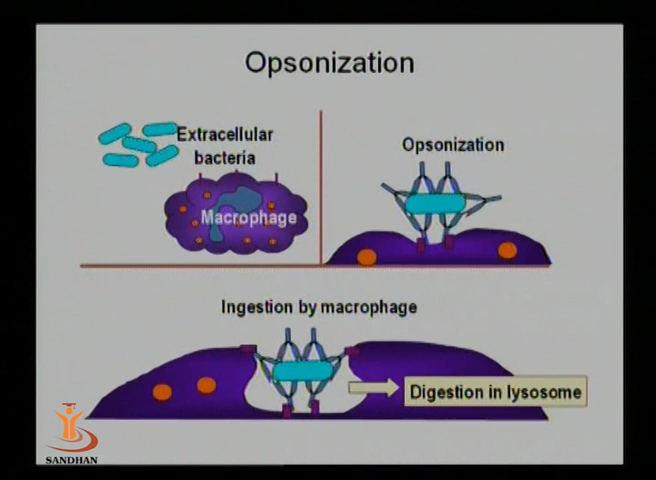 Opsonization
Extracellular
bacteria
Macrophage
Opsonization
Ingestion by macrophage
Digestion in lysosome
SANDHAN